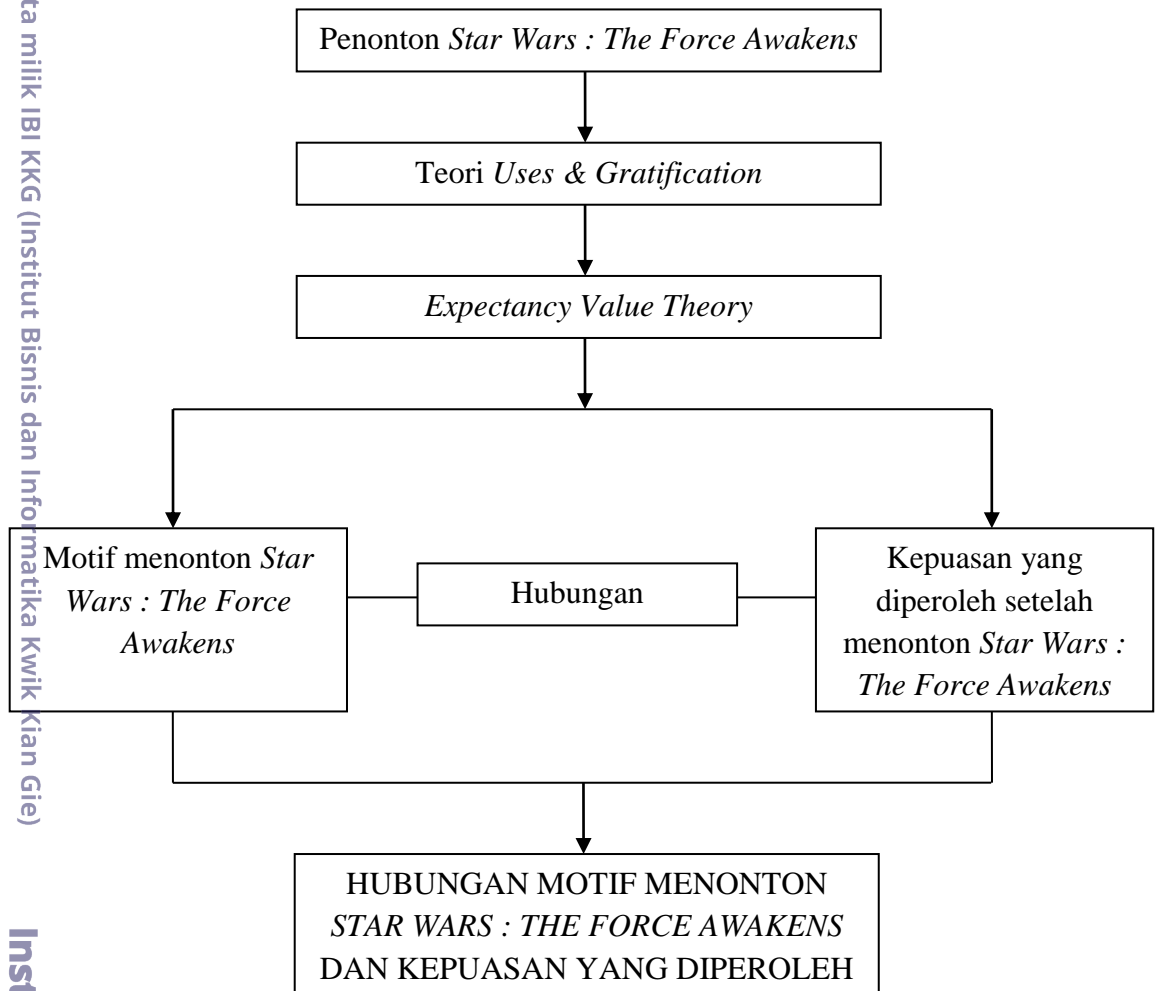 Penonton Star Wars : The Force Awakens
Teori Uses & Gratification
Expectancy Value Theory
Motif menonton Star
Wars : The Force
Awakens
Hubungan
Kepuasan yang
diperoleh setelah
menonton Star Wars :
The Force Awakens
HUBUNGAN MOTIF MENONTON
STAR WARS : THE FORCE AWAKENS
DAN KEPUASAN YANG DIPEROLEH
milik IBI KKG (Institut Bisnis dan Informatika Kwik Kian Gie)